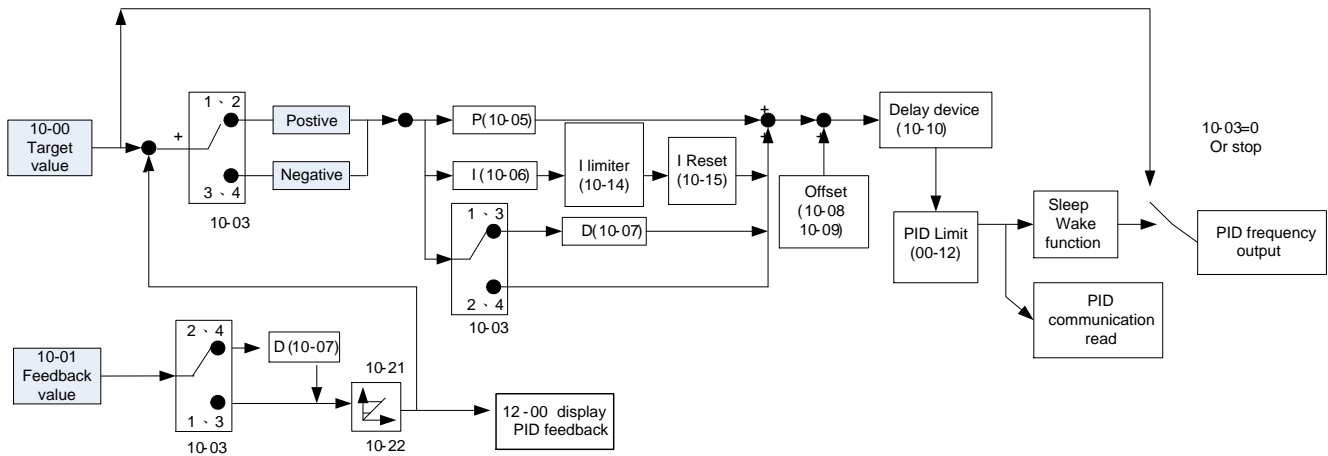 10-00
Target
value
+
1、2
3、4
10-03
Postive
Negative
P(10-05)
I (10-06)
I limiter
(10-14)
I Reset
(10-15)
1、3
2、4
10-03
D(10-07)
+
+
+
Offset
(10-08
10-09)
Delay device
(10-10)
PID Limit
(00-12)
Sleep
Wake
function
10-03=0
Or stop
PID frequency
output
PID
communication
read
10-01
Feedback
value
2、4
1、3
10-03
D (10-07)
10-21
10-22
12-00 display
PID feedback